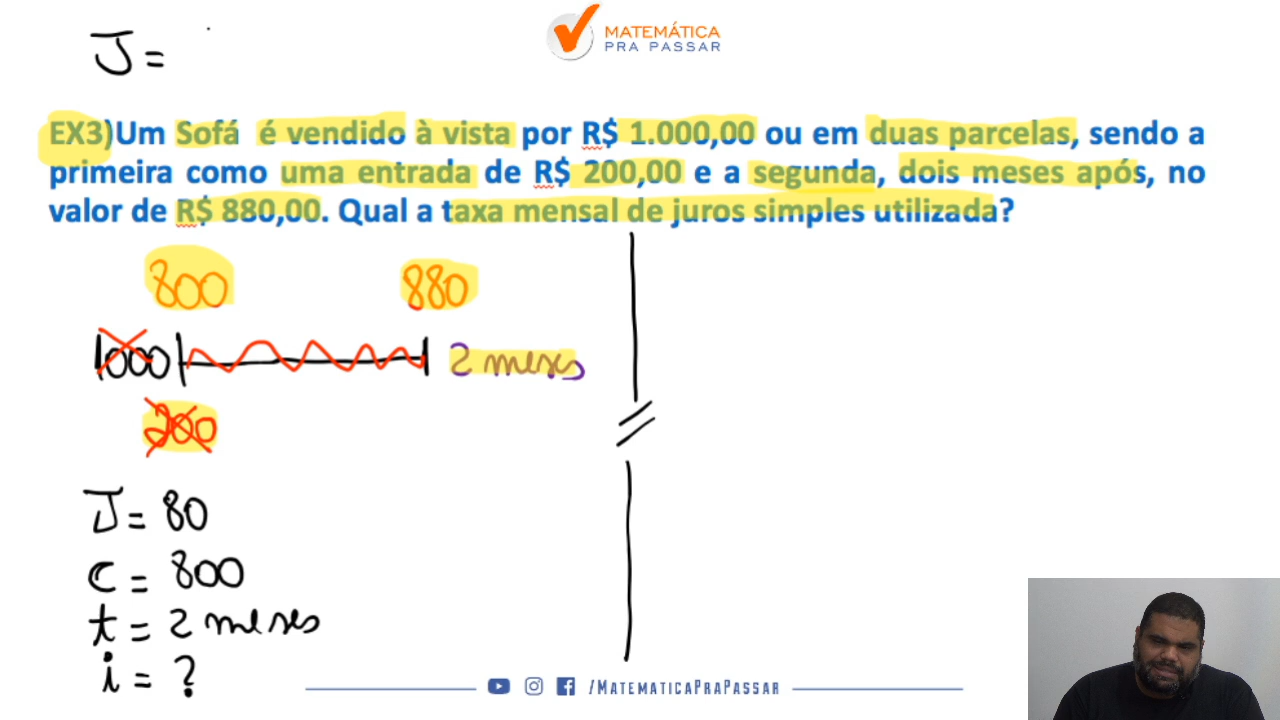 J =
MATEMÁTICA
PRA PASSAR
EX3)Um Sofá é vendido à vista por R$ 1.000,00 ou em duas parcelas, sendo a
primeira como uma entrada de R$ 200,00 e a segunda, dois meses após, no
valor de R$ 880,00. Qual a taxa mensal de juros simples utilizada?
800 880
1000 2 meses
200
J = 80
C = 800
t = 2 meses
i = ?
/MATEMATICAPRAPASSAR